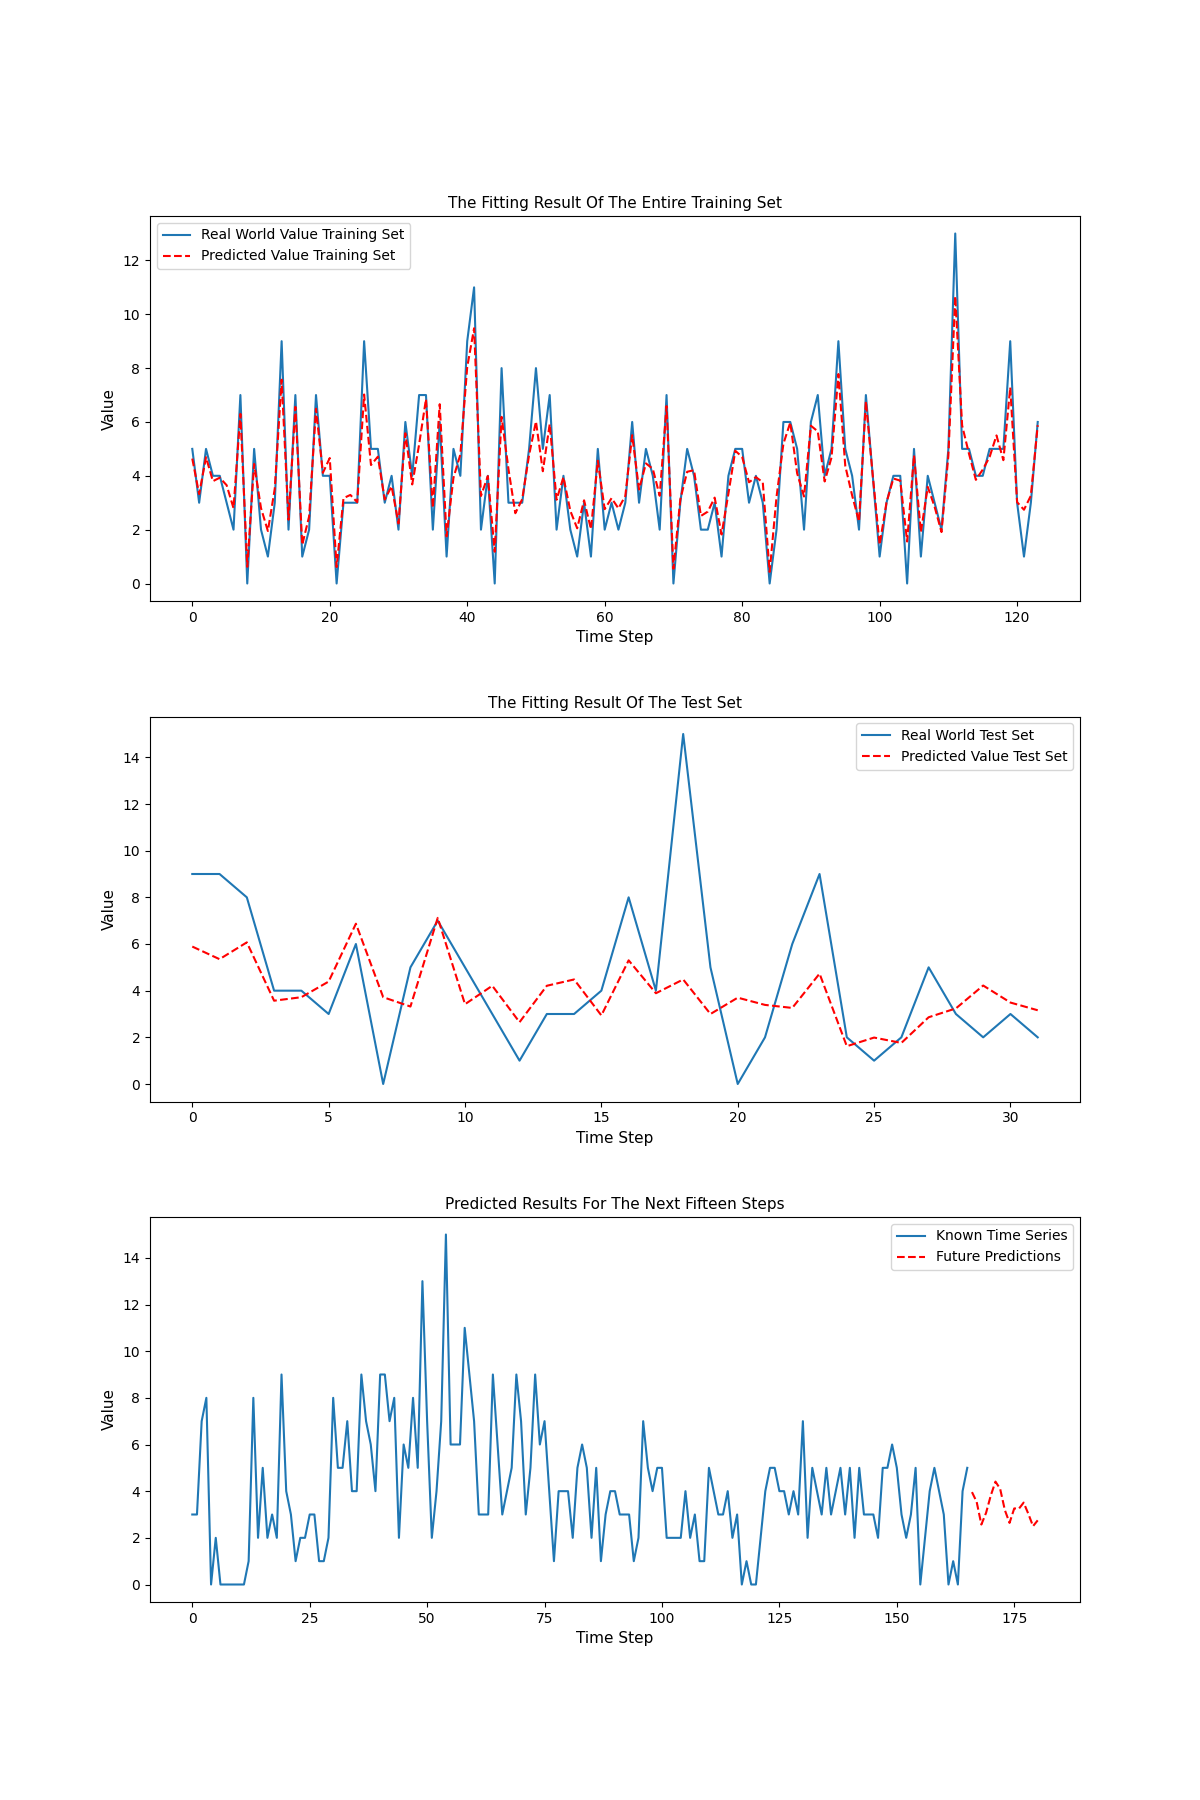 The Fitting Result Of The Entire Training Set
Real World Value Training Set
Predicted Value Training Set
Value
12
10
8
6
4
2
0
0 20 40 60 80 100 120
Time Step
The Fitting Result Of The Test Set
Real World Test Set
Predicted Value Test Set
Value
14
12
10
8
6
4
2
0
0 5 10 15 20 25 30
Time Step
Predicted Results For The Next Fifteen Steps
Known Time Series
Future Predictions
Value
14
12
10
8
6
4
2
0
0 25 50 75 100 125 150 175
Time Step